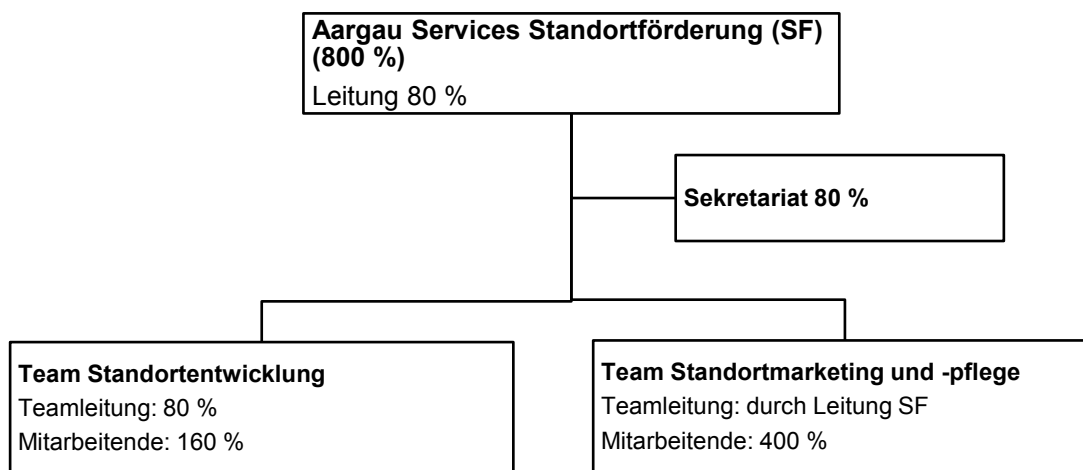 Aargau Services Standortförderung (SF)
(800 %)
Leitung 80 %
Sekretariat 80 %
Team Standortentwicklung
Teamleitung: 80 %
Mitarbeitende: 160 %
Team Standortmarketing und -pflege
Teamleitung: durch Leitung SF
Mitarbeitende: 400 %